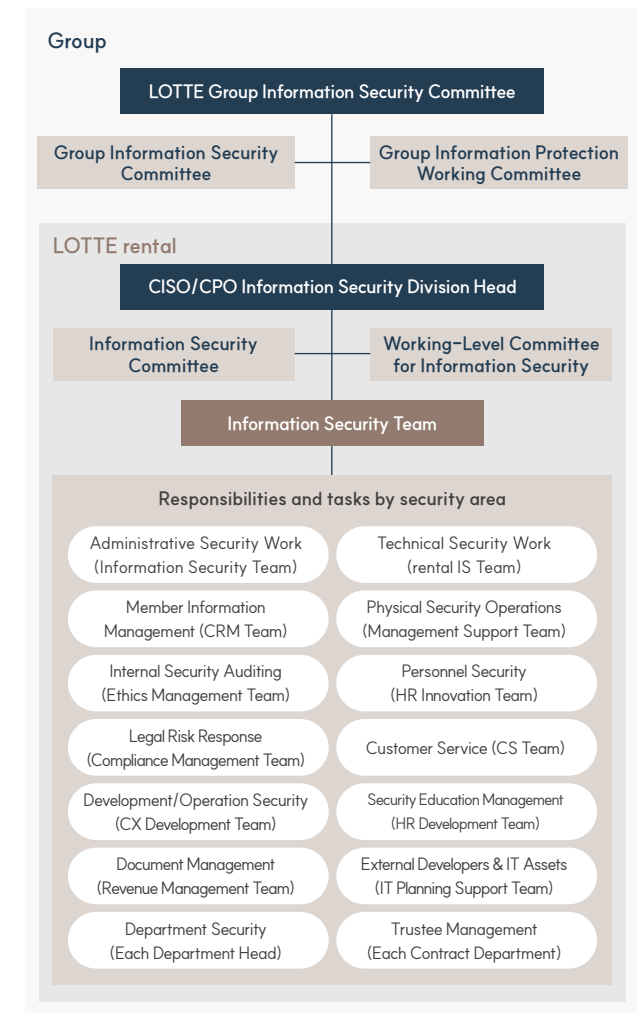 Group
LOTTE Group Information Security Committee
Group Information Security
Committee
Group Information Protection
Working Committee
LOTTE rental
CISO/CPO Information Security Division Head
Information Security
Committee
Working-Level Committee
for Information Security
Information Security Team
Responsibilities and tasks by security area
Administrative Security Work
(Information Security Team)
Technical Security Work
(rental IS Team)
Member Information
Management (CRM Team)
Physical Security Operations
(Management Support Team)
Internal Security Auditing
(Ethics Management Team)
Personnel Security
(HR Innovation Team)
Legal Risk Response
(Compliance Management Team)
Customer Service (CS Team)
Development/Operation Security
(CX Development Team)
Security Education Management
(HR Development Team)
Document Management
(Revenue Management Team)
External Developers & IT Assets
(IT Planning Support Team)
Department Security
(Each Department Head)
Trustee Management
(Each Contract Department)